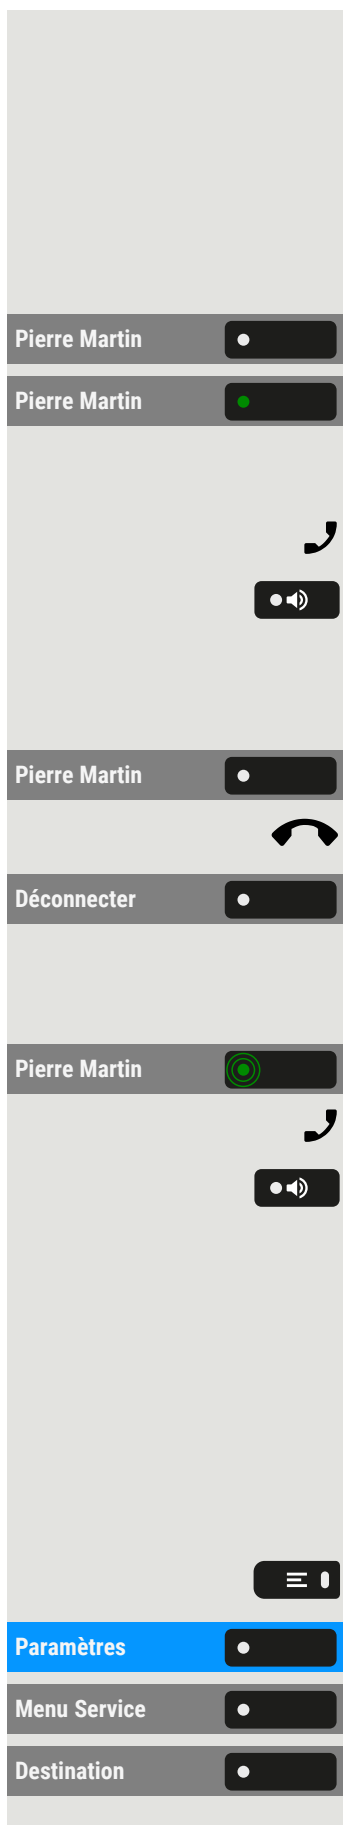 Pierre Martin
Pierre Martin
Pierre Martin
Déconnecter
Pierre Martin
Paramètres
Menu Service
Destination